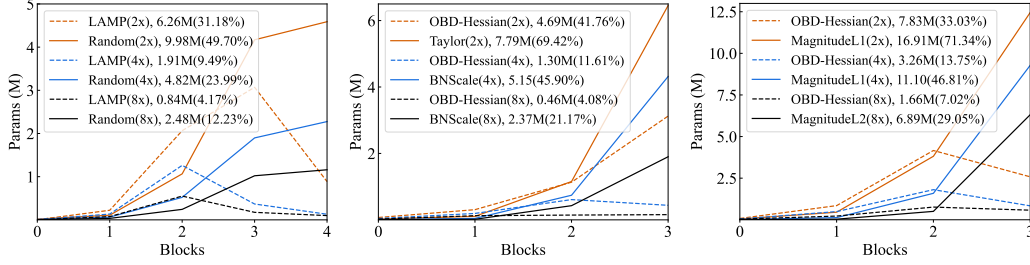 5
4
3
2
1
0
1
2
3
4
Params (M)
Blocks
LAMP(2x), 6.26M(31.18%)
Random(2x) 9.98M(49.70%)
LAMP(4x), 1.91M(9.49%)
Random(4x) 4.82M(23.99%)
LAMP(8x), 0.84M(4.17%)
Random(8x) 2.48M(12.23%)
6
4
2
0
1
2
3
Params (M)
Blocks
OBD-Hessian(2x) 4.69M(41.76%)
Taylor(2x), 7.79M(69.42%)
OBD-Hessian(4x), 1.30M(11.61%)
BNScale(4x), 5.15(45.90%)
OBD-Hessian(8x), 0.46M(4.08%)
BNScale(8x), 2.37M(21.17%)
12.5
10.0
7.5
5.0
2.5
0
1
2
3
Params (M)
Blocks
OBD-Hessian(2x), 7.83M(33.03%)
MagnitudeL1(2x), 16.91M(71.34%)
OBD-Hessian(4x), 3.26M(13.75%)
MagnitudeL1(4x), 11.10(46.81%)
OBD-Hessian(8x), 1.66M(7.02%)
MagnitudeL2(8x), 6.89M(29.05%)